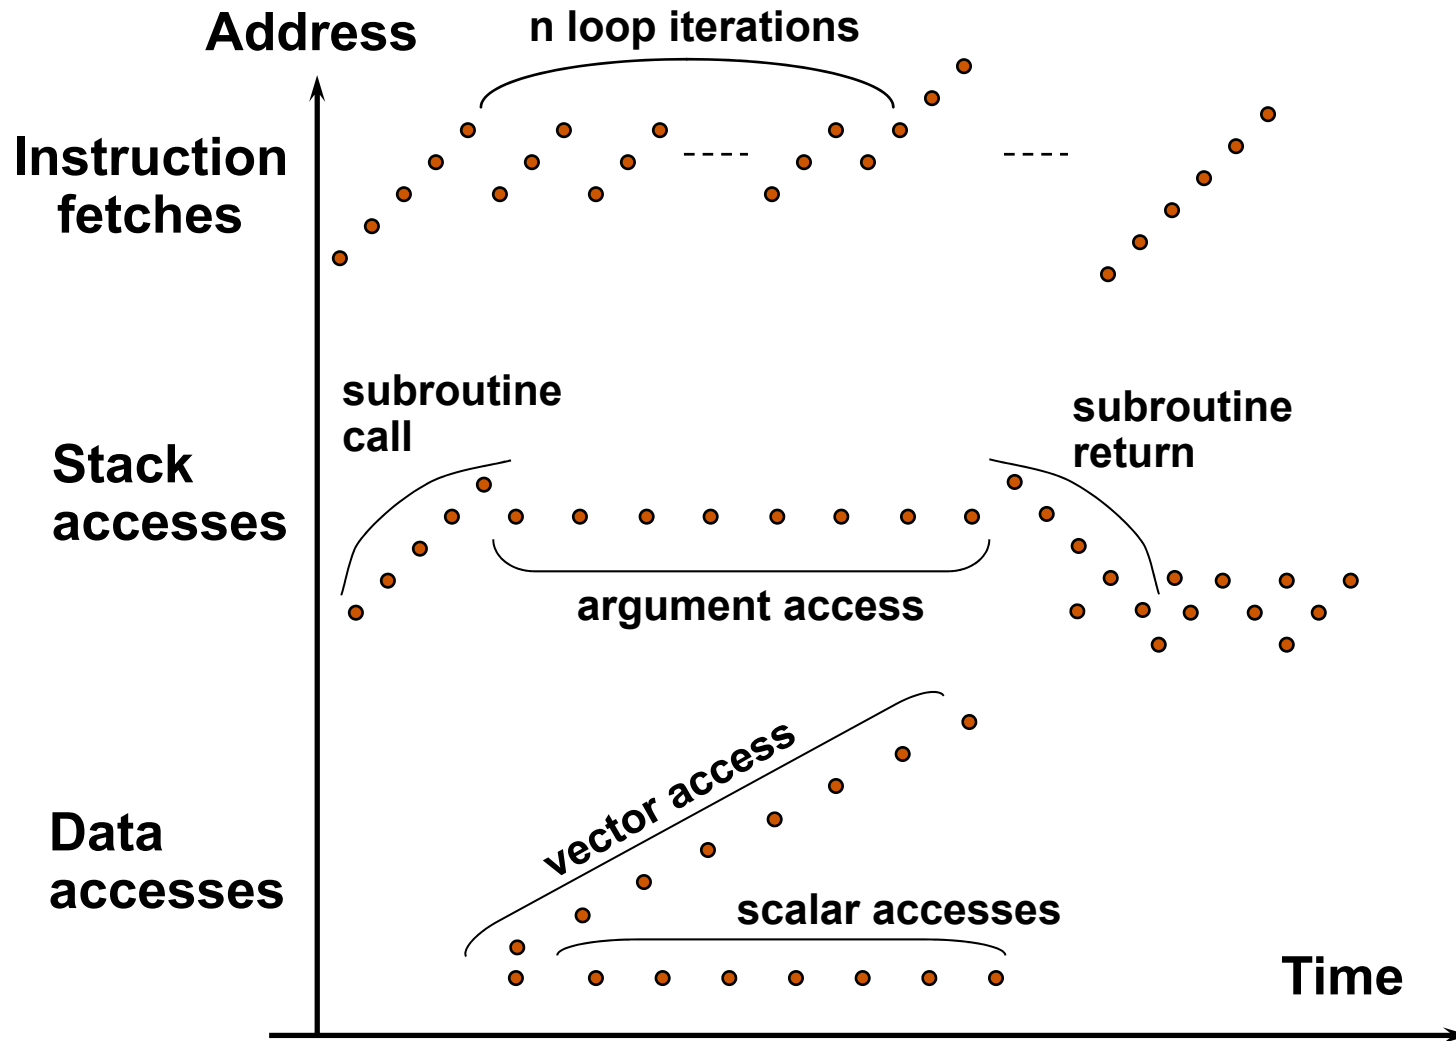 Address
n loop iterations
Instruction
fetches
subroutine
call
subroutine
return
Stack
accesses
argument access
vector access
Data
accesses
scalar accesses
Time